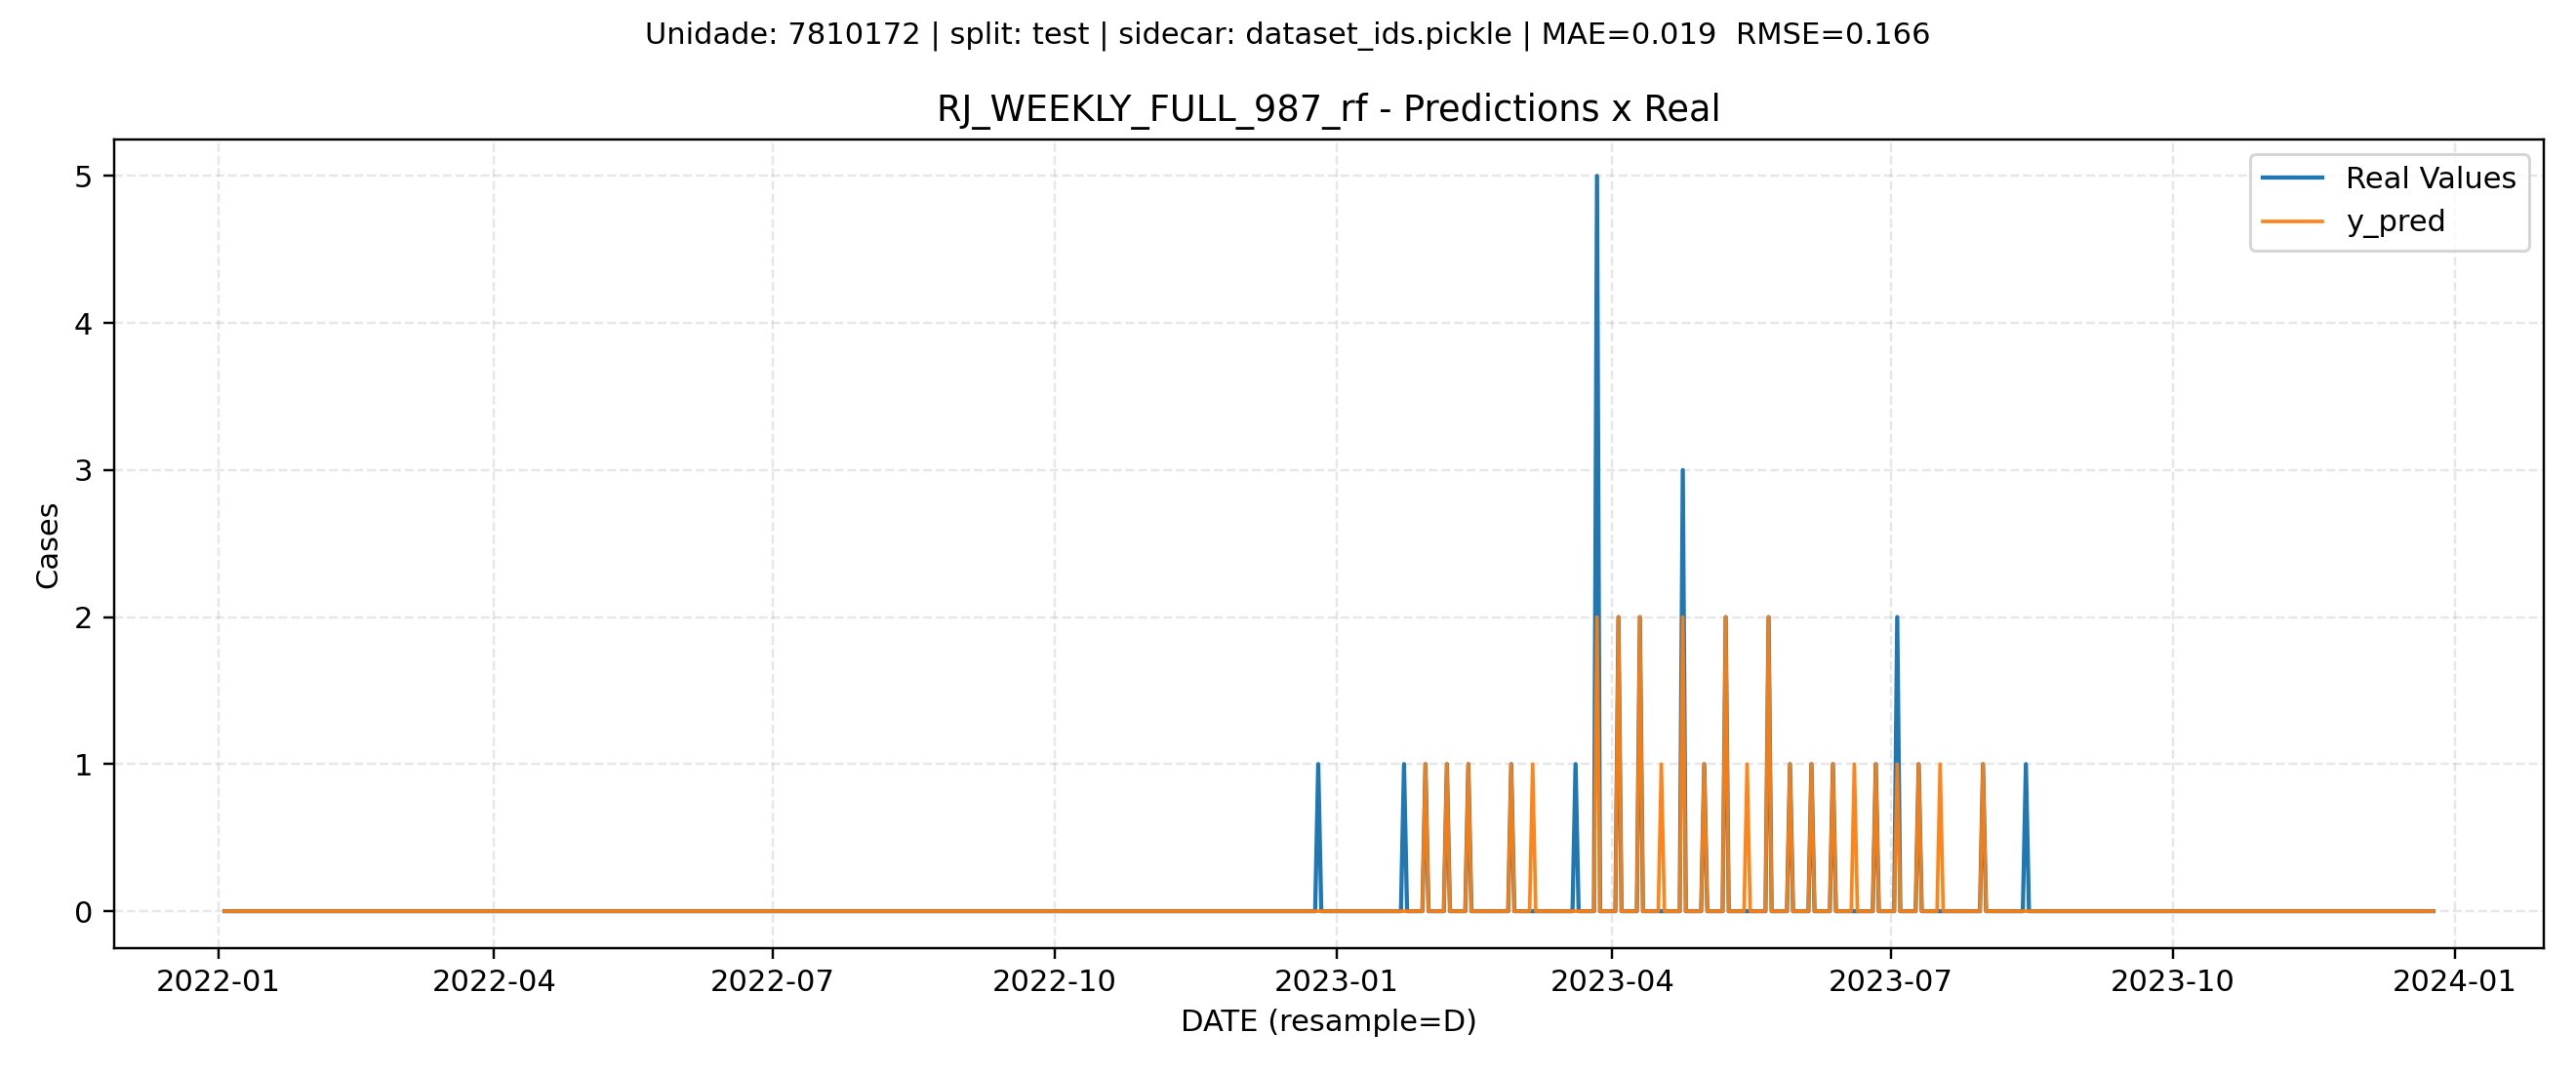 Unidade: 7810172 | split: test | sidecar: dataset_ids.pickle | MAE=0.019  RMSE=0.166
RJ_WEEKLY_FULL_987_rf - Predictions x Real
Real Values
y_pred
Cases
5
4
3
2
1
0
2022-01
2022-04
2022-07
2022-10
2023-01
2023-04
2023-07
2023-10
2024-01
DATE (resample=D)